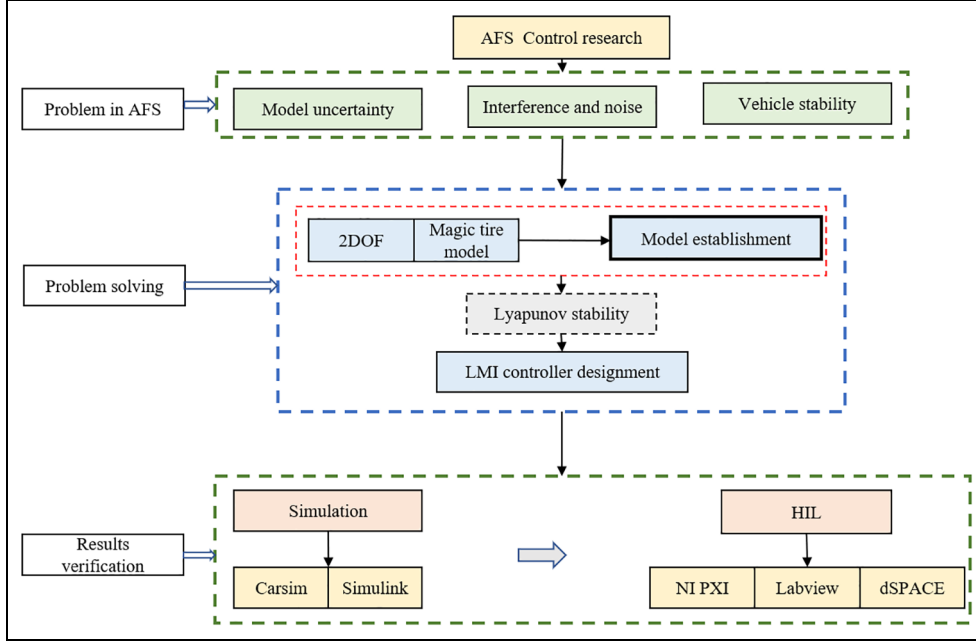 AFS Control research
Problem in AFS
Model uncertainty
Interference and noise
Vehicle stability
2DOF
Magic tire
model
Model establishment
Problem solving
Lyapunov stability
LMI controller designment
Simulation
HIL
Results
verification
Carsim
Simulink
NI PXI
Labview
dSPACE